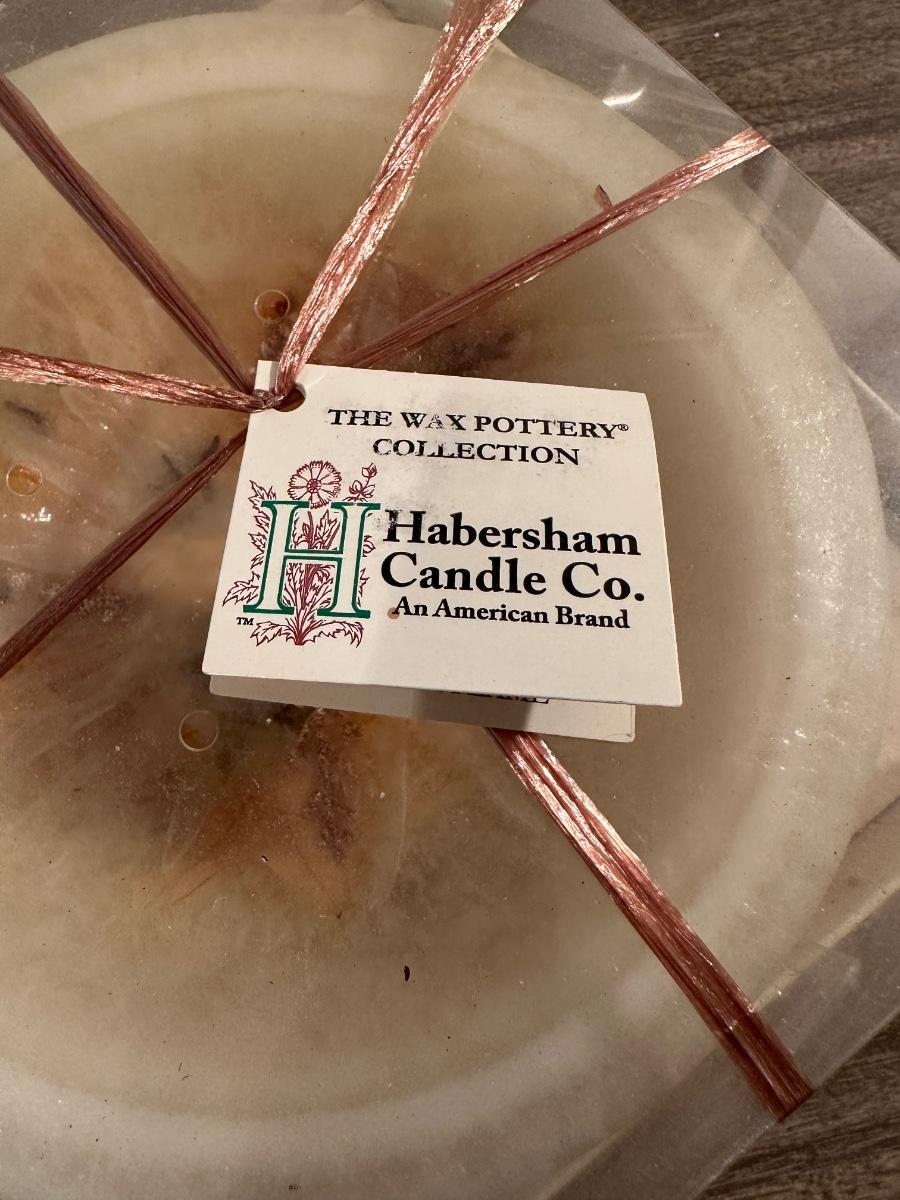 THE WAX POTTERY®
COLLECTION
H
Habersham
Candle Co.
An American Brand
TM